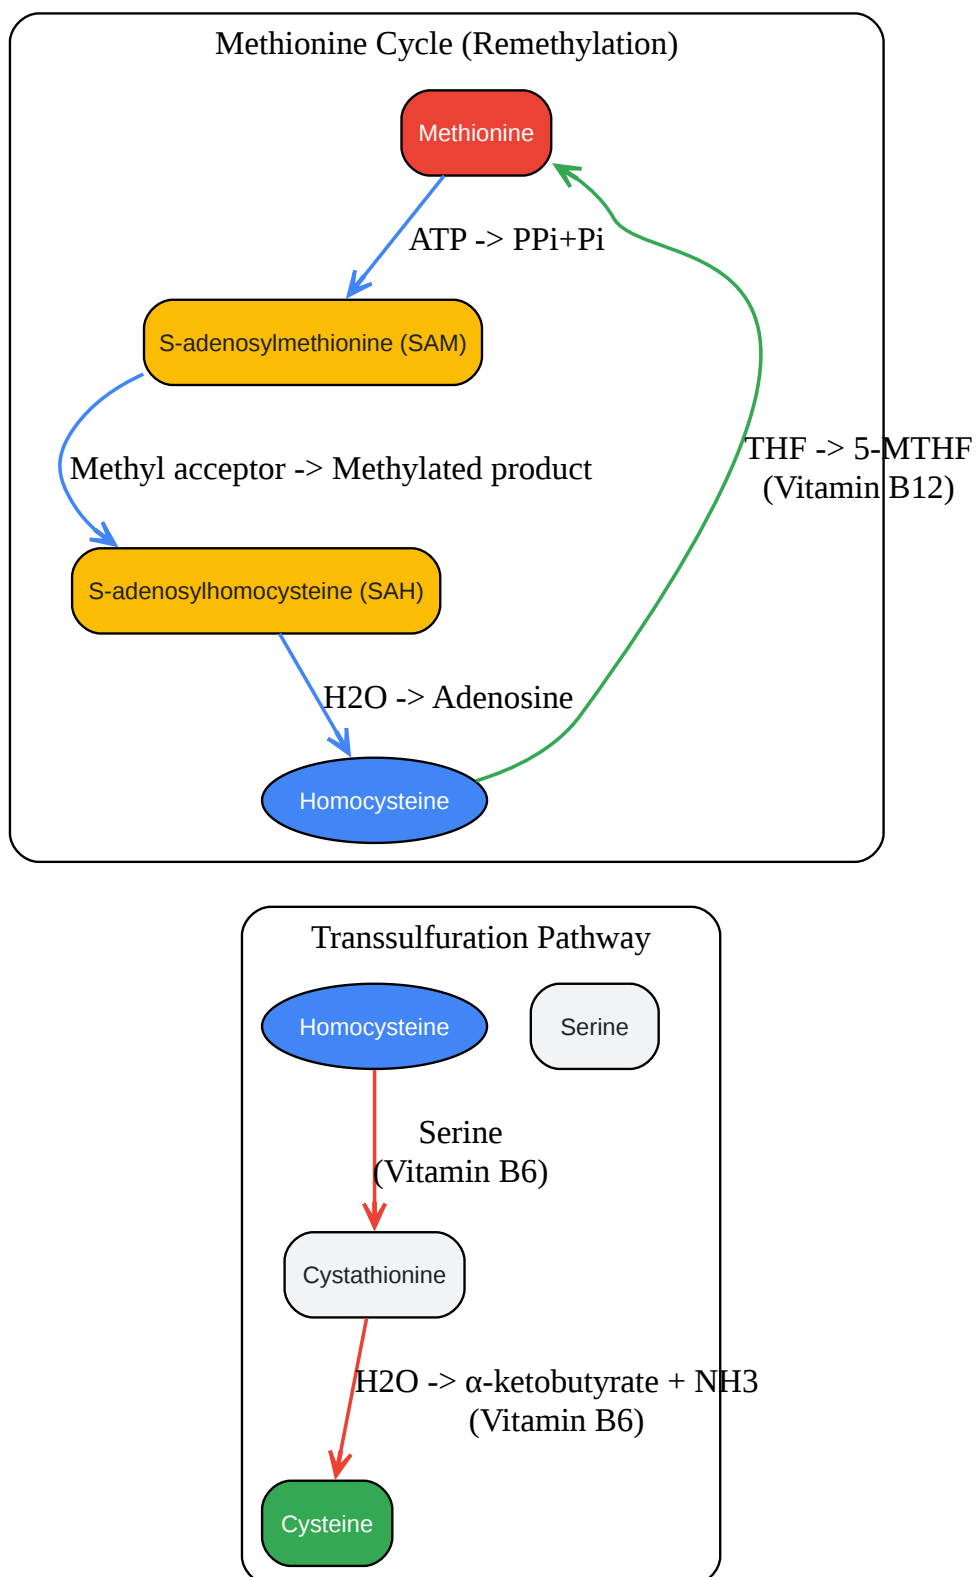 Methionine Cycle (Remethylation)
Methionine
ATP -> PPi+Pi
S-adenosylmethionine (SAM)
THF -> 5-MTHF
(Vitamin B12)
Methyl acceptor -> Methylated product
S-adenosylhomocysteine (SAH)
H2O -> Adenosine
Homocysteine
Transsulfuration Pathway
Homocysteine
Serine
Serine
(Vitamin B6)
Cystathionine
H2O -> α-ketobutyrate + NH3
(Vitamin B6)
Cysteine